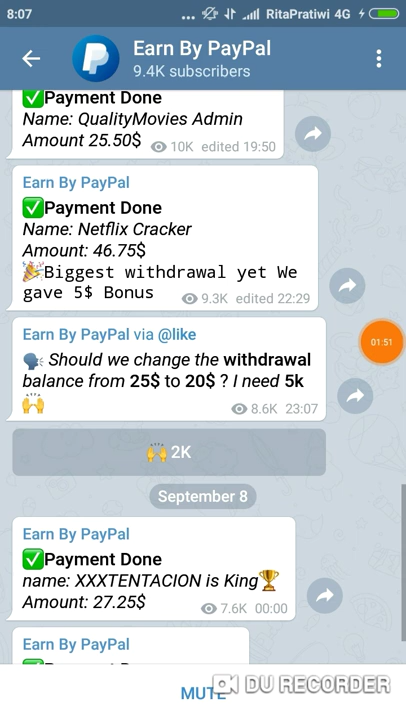 8:07
... RitaPratiwi 4G
Earn By PayPal
9.4K subscribers
✅Payment Done
Name: QualityMovies Admin
Amount 25.50$ 10K edited 19:50
Earn By PayPal
✅Payment Done
Name: Netflix Cracker
Amount: 46.75$
🎉Biggest withdrawal yet We
gave 5$ Bonus 9.3K edited 22:29
01:51
Earn By PayPal via @like
🗣 Should we change the withdrawal
balance from 25$ to 20$ ? I need 5k
🙌 8.6K 23:07
🙌 2K
September 8
Earn By PayPal
✅Payment Done
name: XXXTENTACION is King🏆
Amount: 27.25$ 7.6K 00:00
Earn By PayPal
MUTE
DU RECORDER